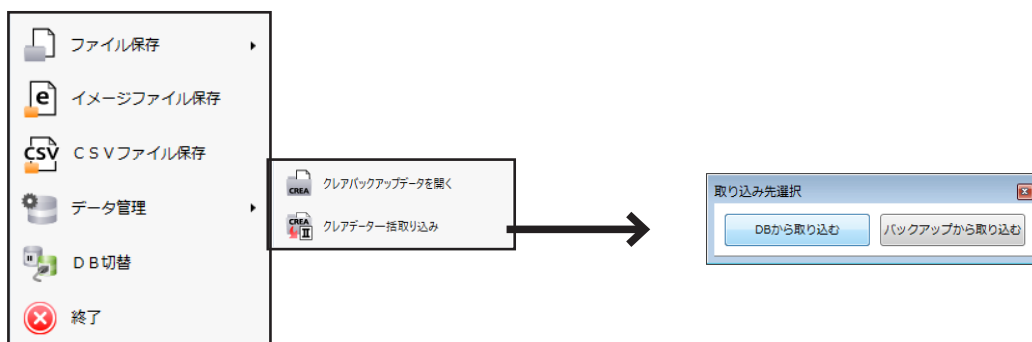 ファイル保存
イメージファイル保存
ＣＳＶファイル保存
データ管理
ＤＢ切替
終了
クレアバックアップデータを開く
クレアデータ一括取り込み
取り込み先選択
DBから取り込む
バックアップから取り込む
e
CSV
CREA
CREA
II